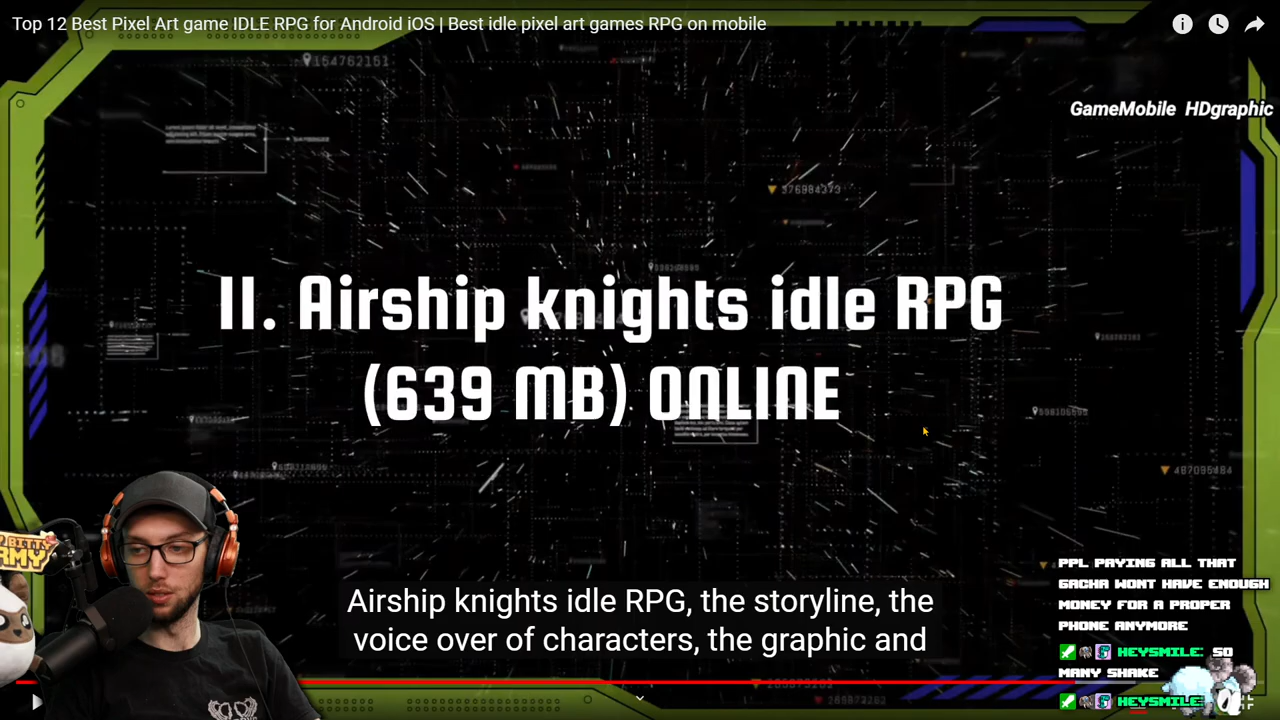 Top 12 Best Pixel Art game IDLE RPG for Android iOS | Best idle pixel art games RPG on mobile
164762151
GameMobile HDgraphic
376984373
II. Airship knights idle RPG
(639 MB) ONLINE
487095484
Airship knights idle RPG, the storyline, the
voice over of characters, the graphic and
PPL PAYING ALL THAT
GACHA WONT HAVE ENOUGH
MONEY FOR A PROPER
PHONE ANYMORE
HEYSMILE: SO
MANY SHAKE
HEYSMILE: